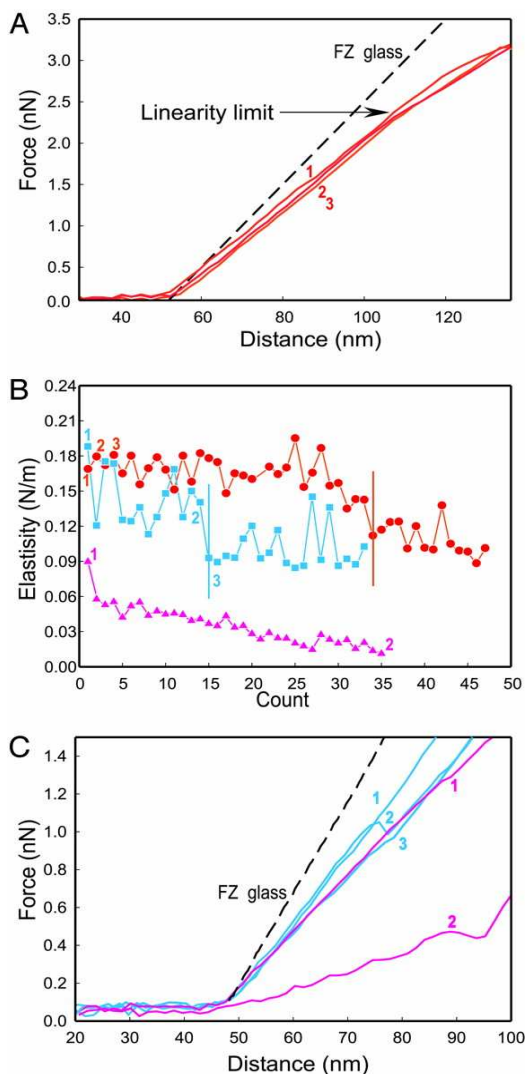 A
3.5
3.0
2.5
2.0
1.5
1.0
0.5
0.0
Force (nN)
FZ glass
Linearity limit
1
2
3
40 60 80 100 120
Distance (nm)
B
0.24
0.21
0.18
0.15
0.12
0.09
0.06
0.03
0.00
Elastisity (N/m)
1
2 3
1
2
3
1
2
0 5 10 15 20 25 30 35 40 45 50
Count
C
1.4
1.2
1.0
0.8
0.6
0.4
0.2
0.0
Force (nN)
FZ glass
1
2
3
1
2
20 30 40 50 60 70 80 90 100
Distance (nm)